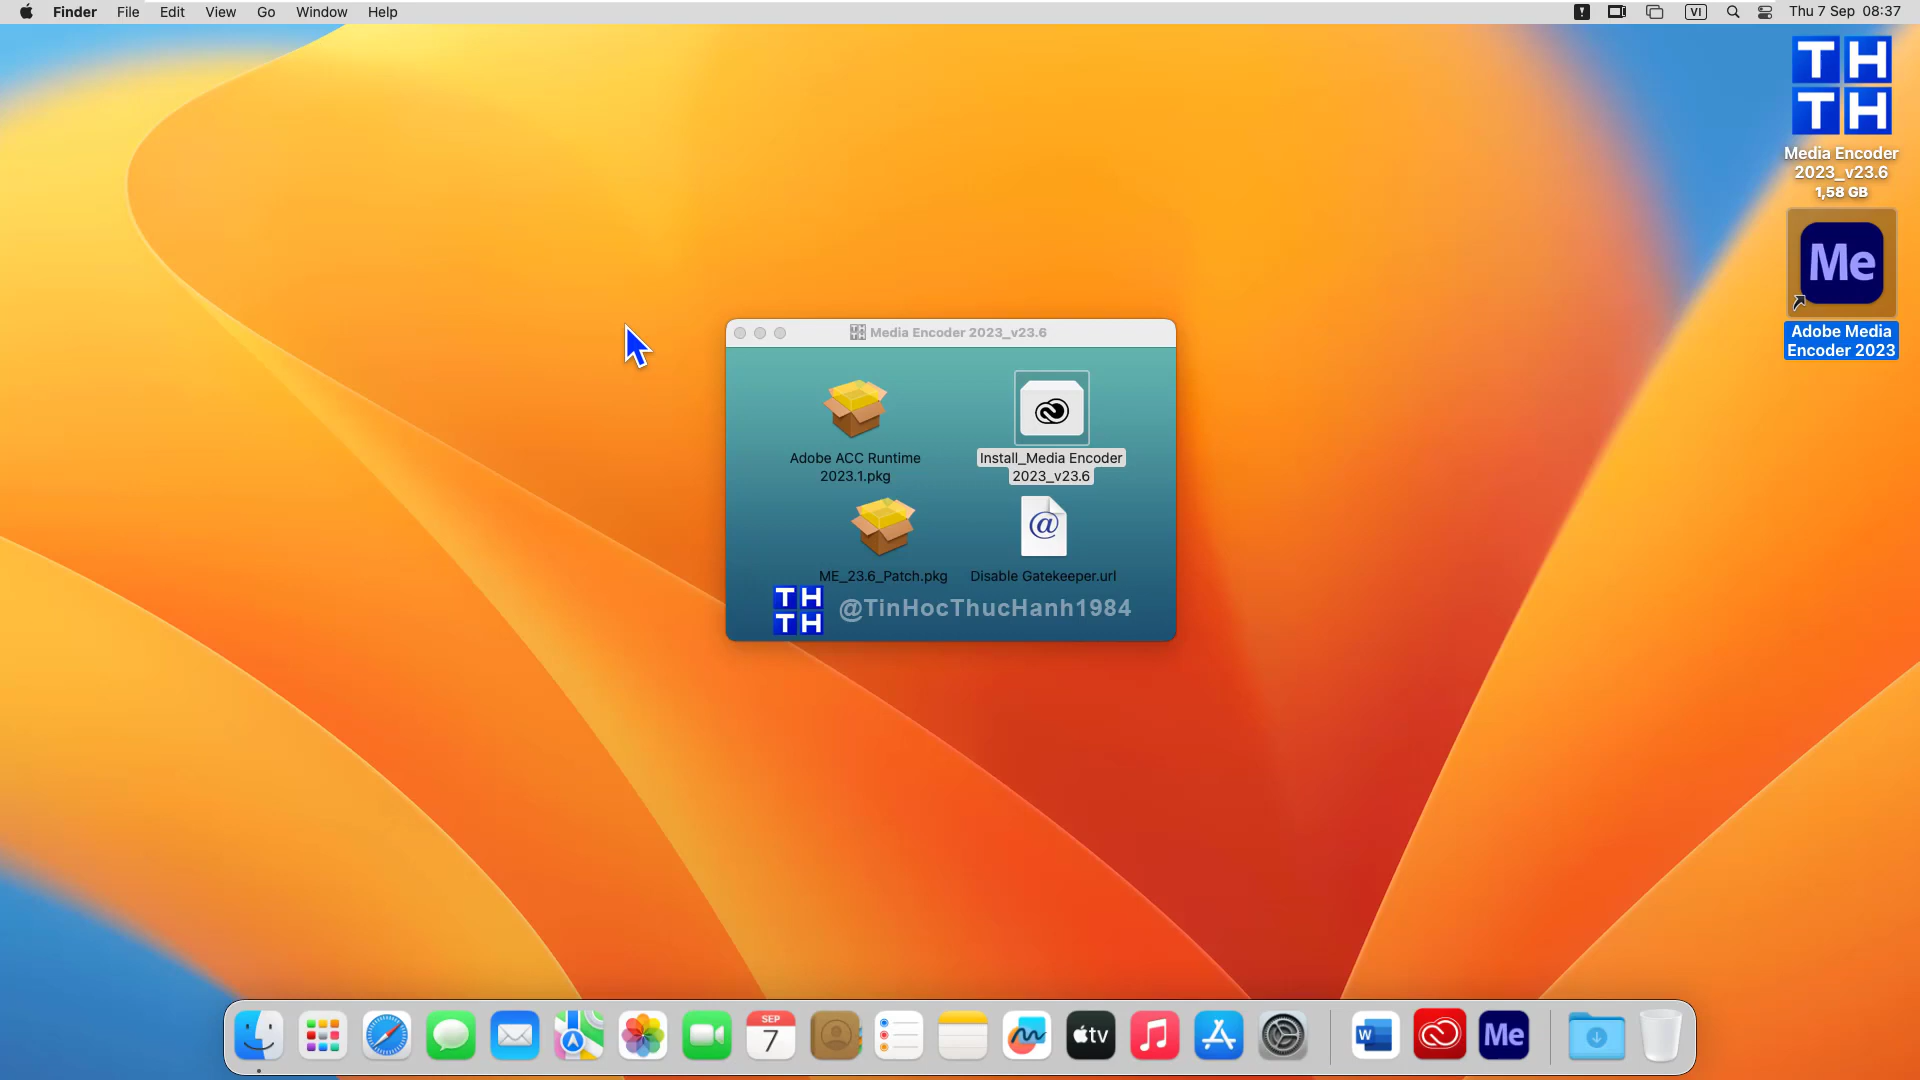 Finder File Edit View Go Window Help
VI
Thu 7 Sep 08:37
TH
TH
Media Encoder
2023_v23.6
1,58 GB
Me
Adobe Media
Encoder 2023
Media Encoder 2023_v23.6
Adobe ACC Runtime
2023.1.pkg
Install_Media Encoder
2023_v23.6
@
ME_23.6_Patch.pkg
Disable Gatekeeper.url
TH
TH
@TinHocThucHanh1984
SEP
7
tv
W
Me